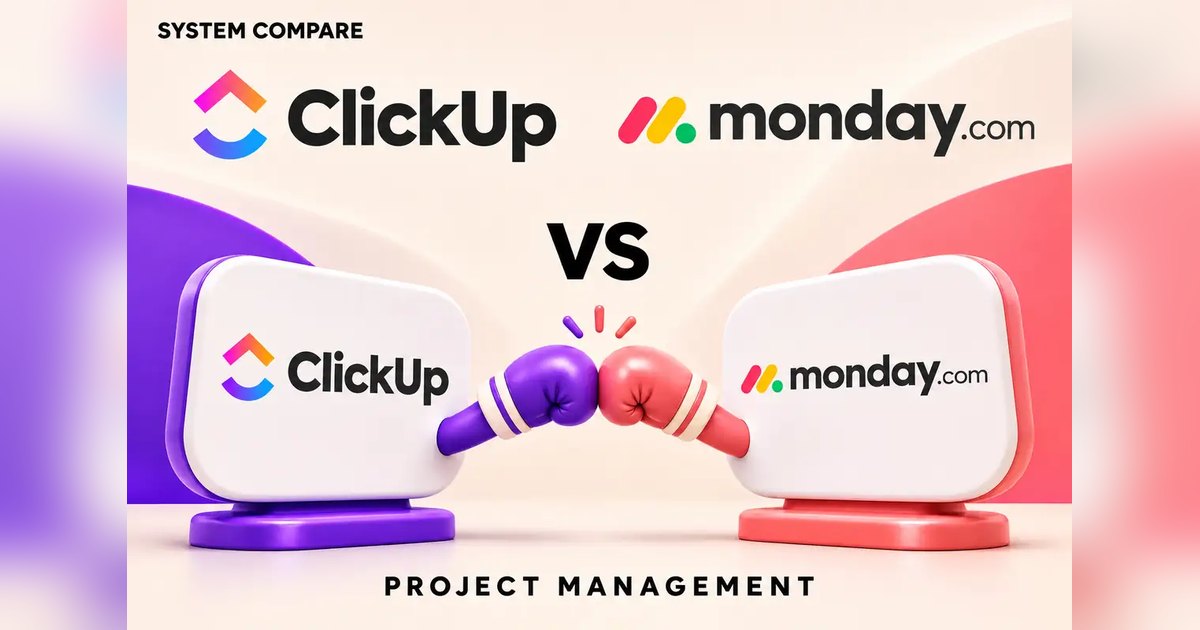 SYSTEM COMPARE
ClickUp
monday.com
VS
ClickUp
monday.com
PROJECT MANAGEMENT